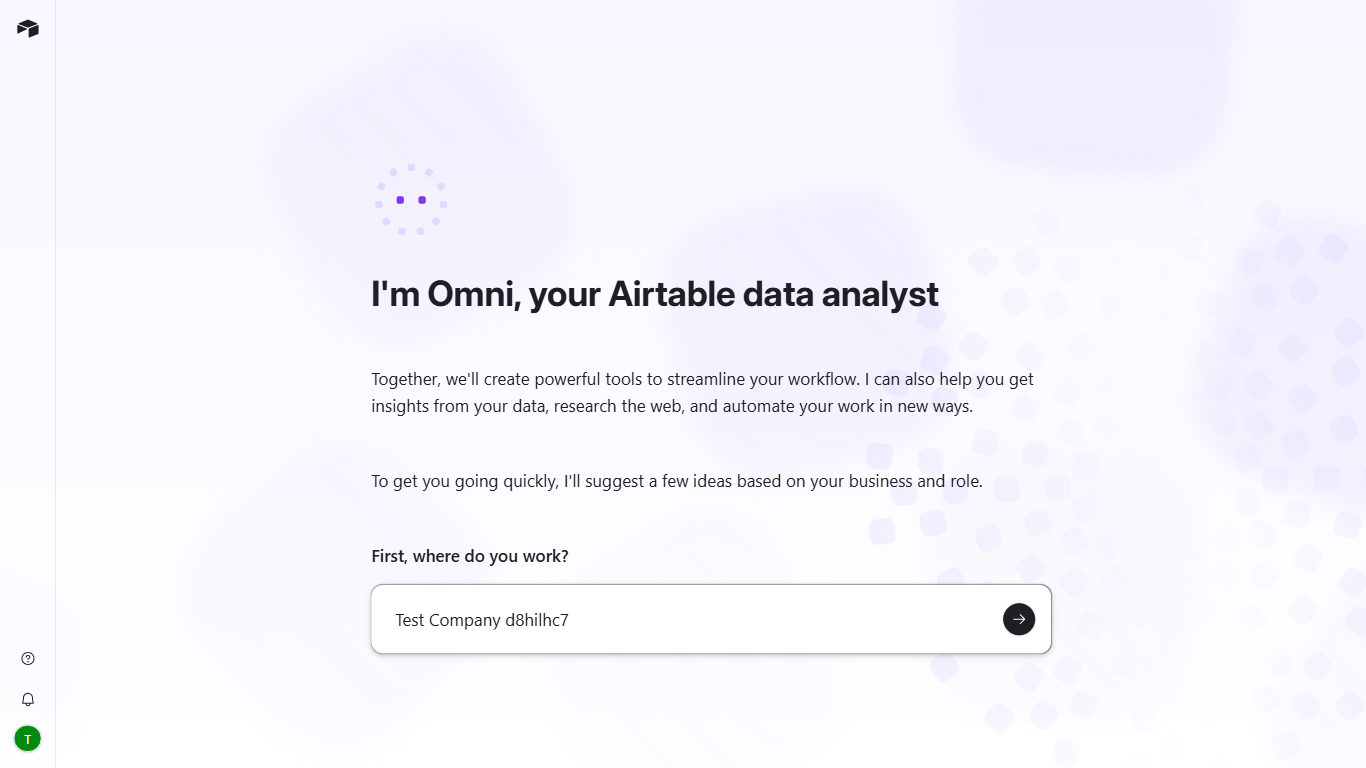 I'm Omni, your Airtable data analyst
Together, we'll create powerful tools to streamline your workflow. I can also help you get
insights from your data, research the web, and automate your work in new ways.
To get you going quickly, I'll suggest a few ideas based on your business and role.
First, where do you work?
Test Company d8hilhc7
T